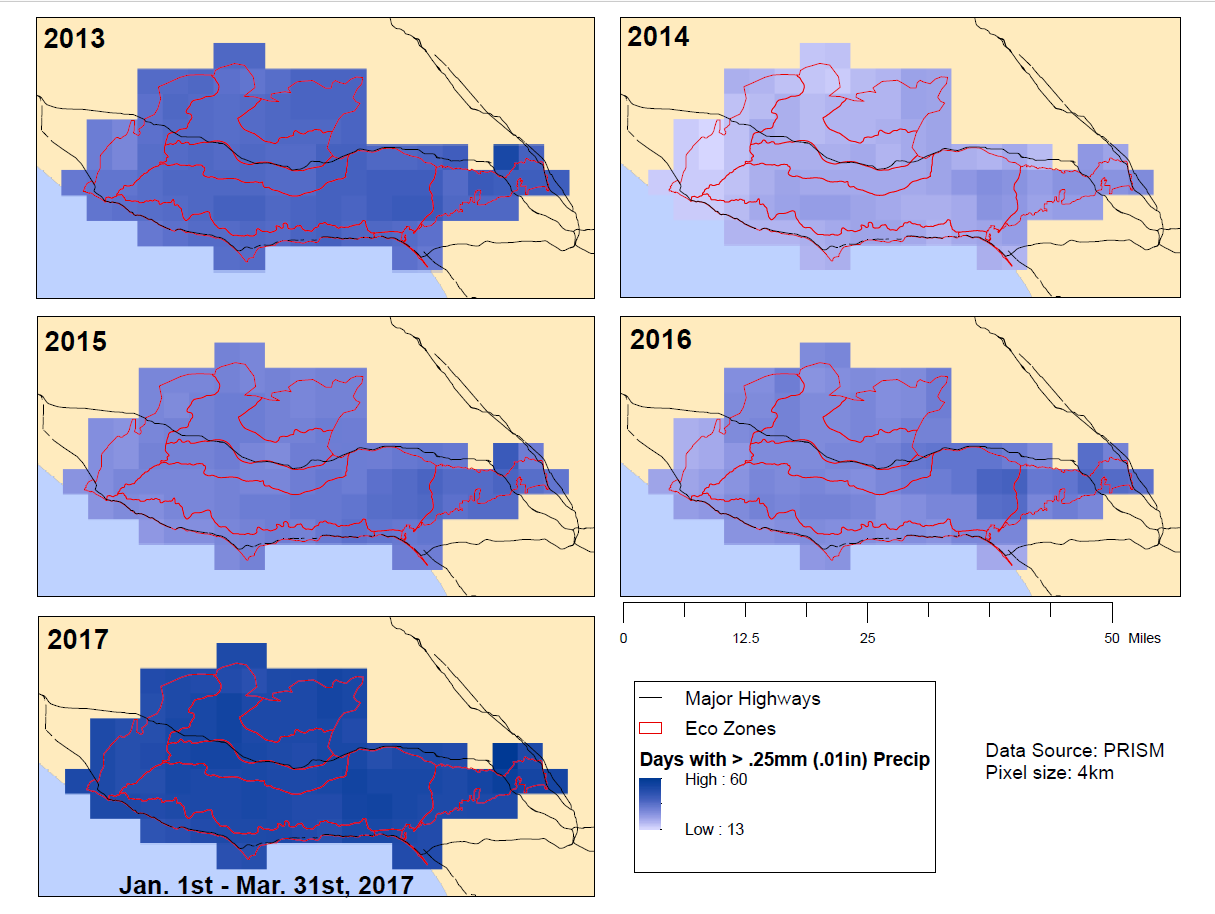 2013
2014
2015
2016
2017
Jan. 1st - Mar. 31st, 2017
0 12.5 25 50 Miles
Major Highways
Eco Zones
Days with > .25mm (.01in) Precip
High : 60
Low : 13
Data Source: PRISM
Pixel size: 4km